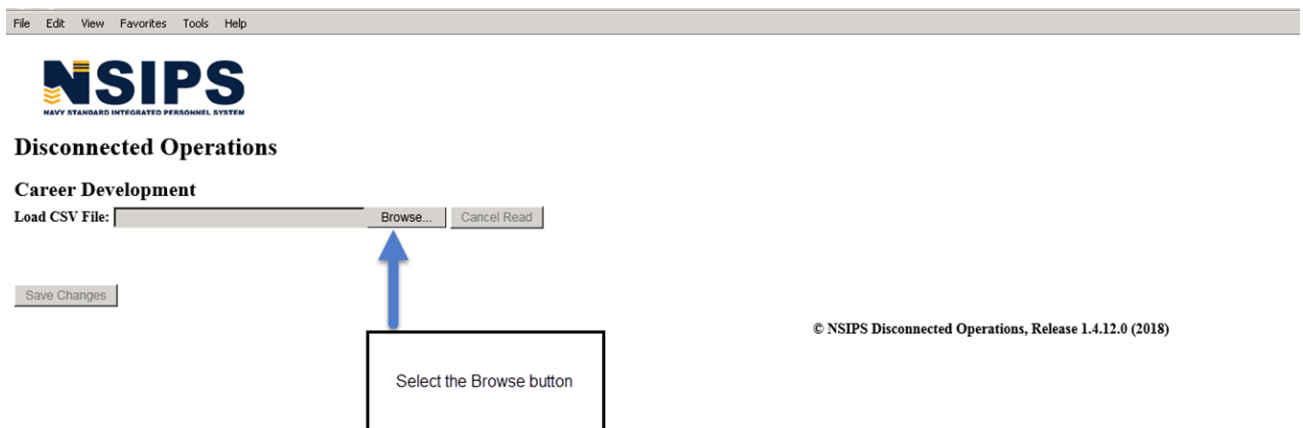 File Edit View Favorites Tools Help
NSIPS
NAVY STANDARD INTEGRATED PERSONNEL SYSTEM
Disconnected Operations
Career Development
Load CSV File: Browse... Cancel Read
Save Changes
© NSIPS Disconnected Operations, Release 1.4.12.0 (2018)
Select the Browse button